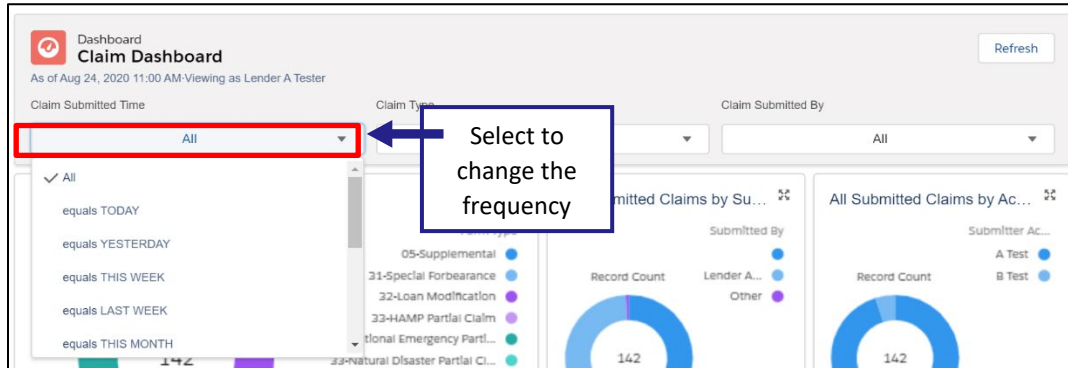 Dashboard
Claim Dashboard
Refresh
As of Aug 24, 2020 11:00 AM·Viewing as Lender A Tester
Claim Submitted Time
Claim Type
Claim Submitted By
All
All
Select to
change the
frequency
All
equals TODAY
equals YESTERDAY
equals THIS WEEK
equals LAST WEEK
equals THIS MONTH
05-Supplemental
31-Special Forbearance
32-Loan Modification
33-HAMP Partial Claim
tional Emergency Parti...
33-Natural Disaster Partial Cl...
142
mitted Claims by Su...
Submitted By
Record Count
Lender A...
Other
142
All Submitted Claims by Ac...
Submitter Ac...
A Test
Record Count
B Test
142